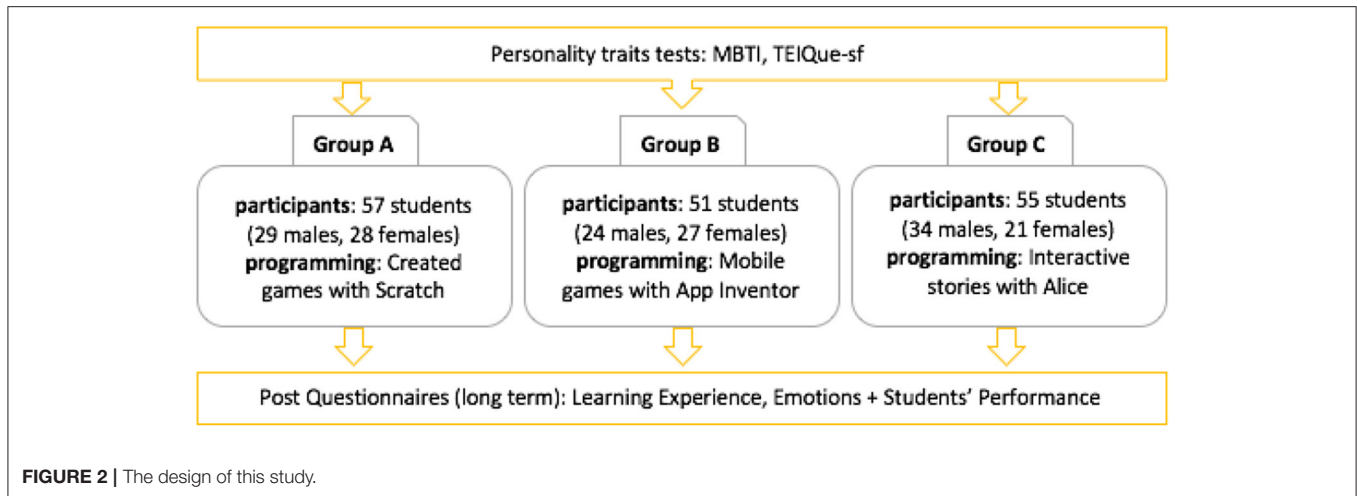 Personality traits tests: MBTI, TEIQue-sf
Group A
participants: 57 students
(29 males, 28 females)
programming: Created
games with Scratch
Group B
participants: 51 students
(24 males, 27 females)
programming: Mobile
games with App Inventor
Group C
participants: 55 students
(34 males, 21 females)
programming: Interactive
stories with Alice
Post Questionnaires (long term): Learning Experience, Emotions + Students’ Performance
FIGURE 2 | The design of this study.